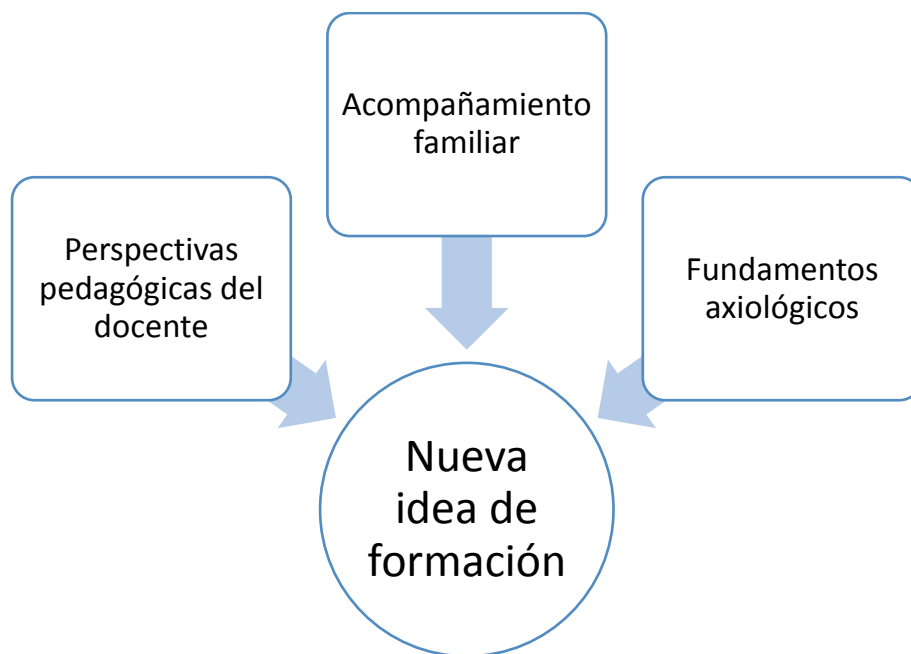 Acompañamiento
familiar
Perspectivas
pedagógicas del
docente
Fundamentos
axiológicos
Nueva
idea de
formación